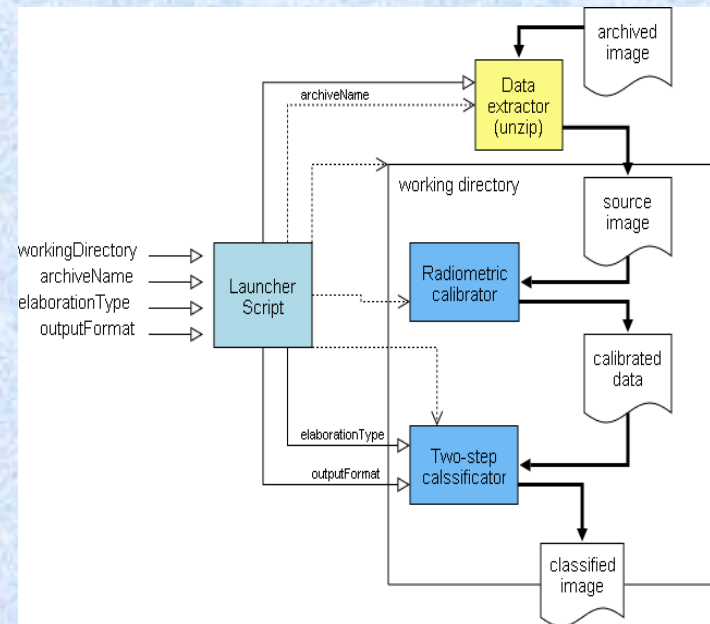 archived
image
archiveName
Data
extractor
(unzip)
working directory
source
image
workingDirectory
archiveName
elaborationType
outputFormat
Launcher
Script
Radiometric
calibrator
calibrated
data
elaborationType
outputFormat
Two-step
calssificator
classified
image